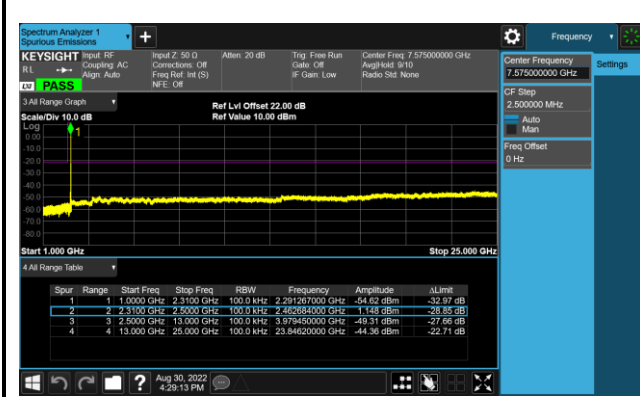 Spectrum Analyzer 1
Spurious Emissions
Frequency
KEYSIGHT Input: RF Input Z: 50 Ω Atten: 20 dB Trig: Free Run Center Freq: 7.575000000 GHz
RL Coupling: AC Corrections: Off Gate: Off Avg|Hold: 9/10
Align: Auto Freq Ref: Int (S) IF Gain: Low Radio Std: None
LXI PASS NFE: Off
Center Frequency
7.575000000 GHz
Settings
CF Step
2.500000 MHz
Auto
Man
Freq Offset
0 Hz
3 All Range Graph
Ref Lvl Offset 22.00 dB
Scale/Div 10.0 dB Ref Value 10.00 dBm
Log
1
0.00
-10.0
-20.0
-30.0
-40.0
-50.0
-60.0
-70.0
-80.0
Start 1.000 GHz Stop 25.000 GHz
4 All Range Table
Spur Range Start Freq Stop Freq RBW Frequency Amplitude ΔLimit
1 1 1.0000 GHz 2.3100 GHz 100.0 kHz 2.291267000 GHz -54.62 dBm -32.97 dB
2 2 2.3100 GHz 2.5000 GHz 100.0 kHz 2.462684000 GHz 1.148 dBm -28.85 dB
3 3 2.5000 GHz 13.000 GHz 100.0 kHz 3.979450000 GHz -49.31 dBm -27.66 dB
4 4 13.000 GHz 25.000 GHz 100.0 kHz 23.84620000 GHz -44.36 dBm -22.71 dB
Aug 30, 2022
4:29:13 PM